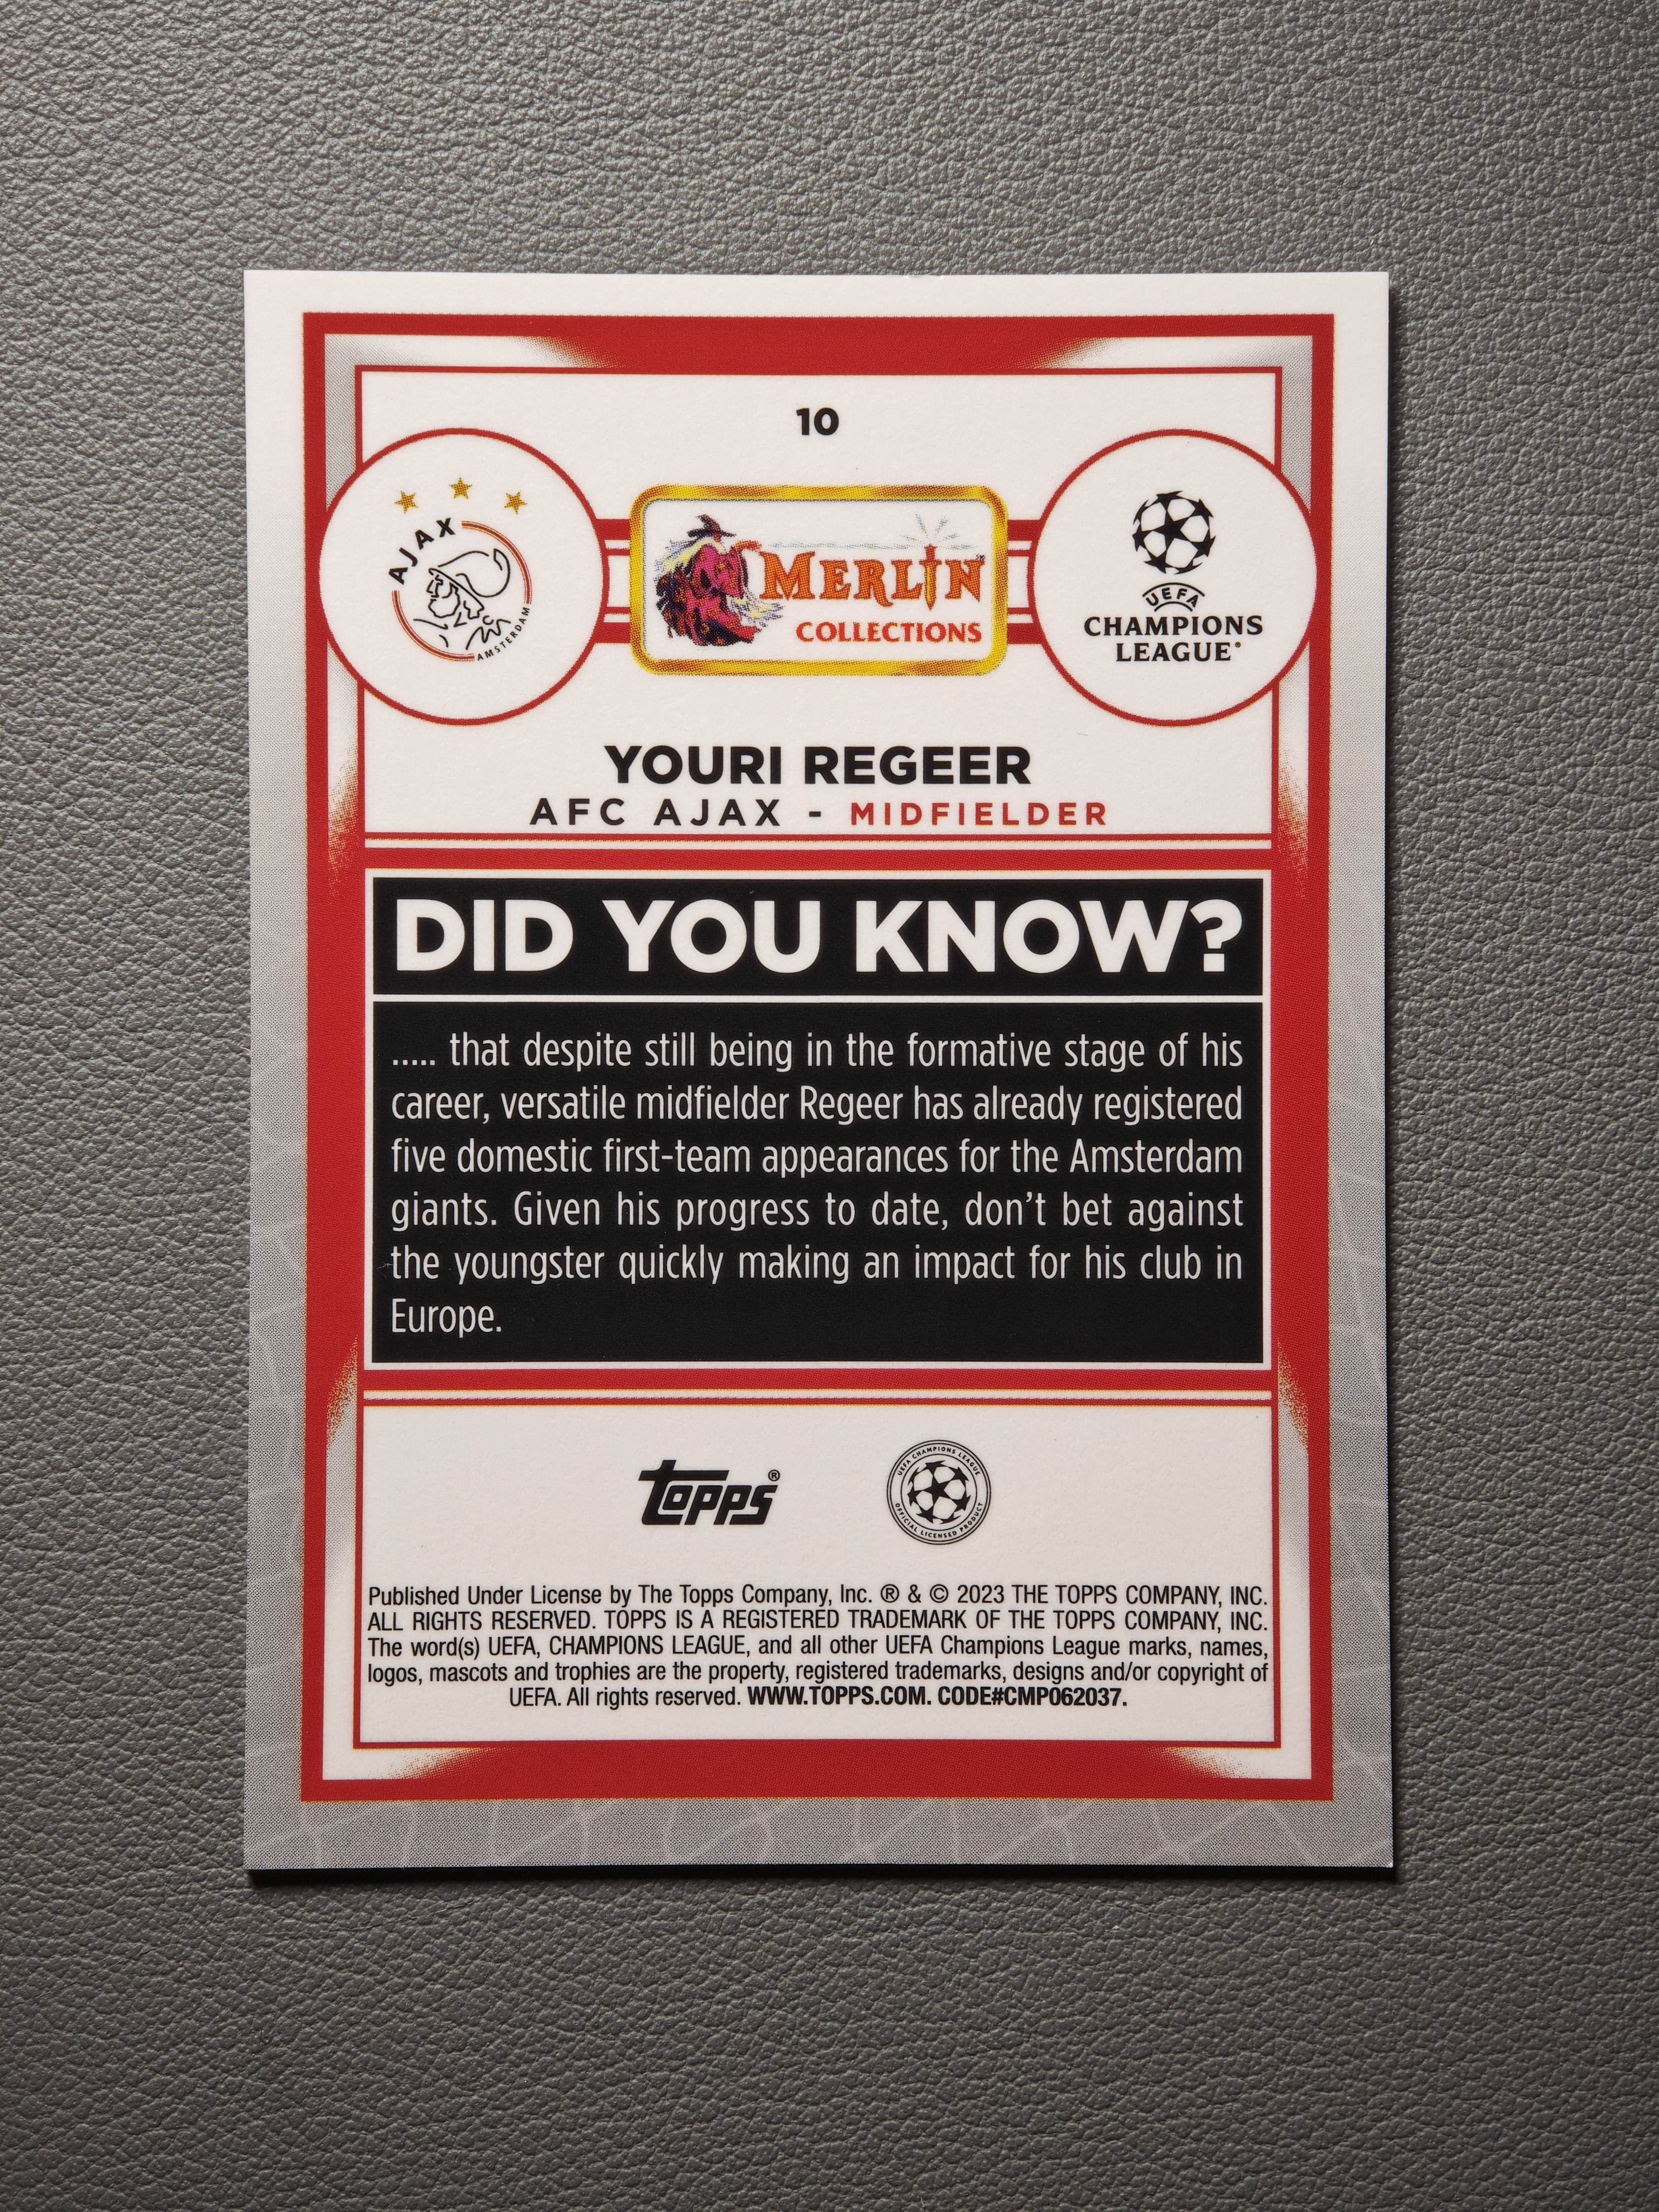 10
AJAX
AMSTERDAM
MERLIN
COLLECTIONS
UEFA
CHAMPIONS
LEAGUE®
YOURI REGEER
AFC AJAX - MIDFIELDER
DID YOU KNOW?
..... that despite still being in the formative stage of his
career, versatile midfielder Regeer has already registered
five domestic first-team appearances for the Amsterdam
giants. Given his progress to date, don't bet against
the youngster quickly making an impact for his club in
Europe.
Topps®
UEFA CHAMPIONS LEAGUE
OFFICIAL LICENSED PRODUCT
Published Under License by The Topps Company, Inc. ® & © 2023 THE TOPPS COMPANY, INC.
ALL RIGHTS RESERVED. TOPPS IS A REGISTERED TRADEMARK OF THE TOPPS COMPANY, INC.
The word(s) UEFA, CHAMPIONS LEAGUE, and all other UEFA Champions League marks, names,
logos, mascots and trophies are the property, registered trademarks, designs and/or copyright of
UEFA. All rights reserved. WWW.TOPPS.COM. CODE#CMP062037.